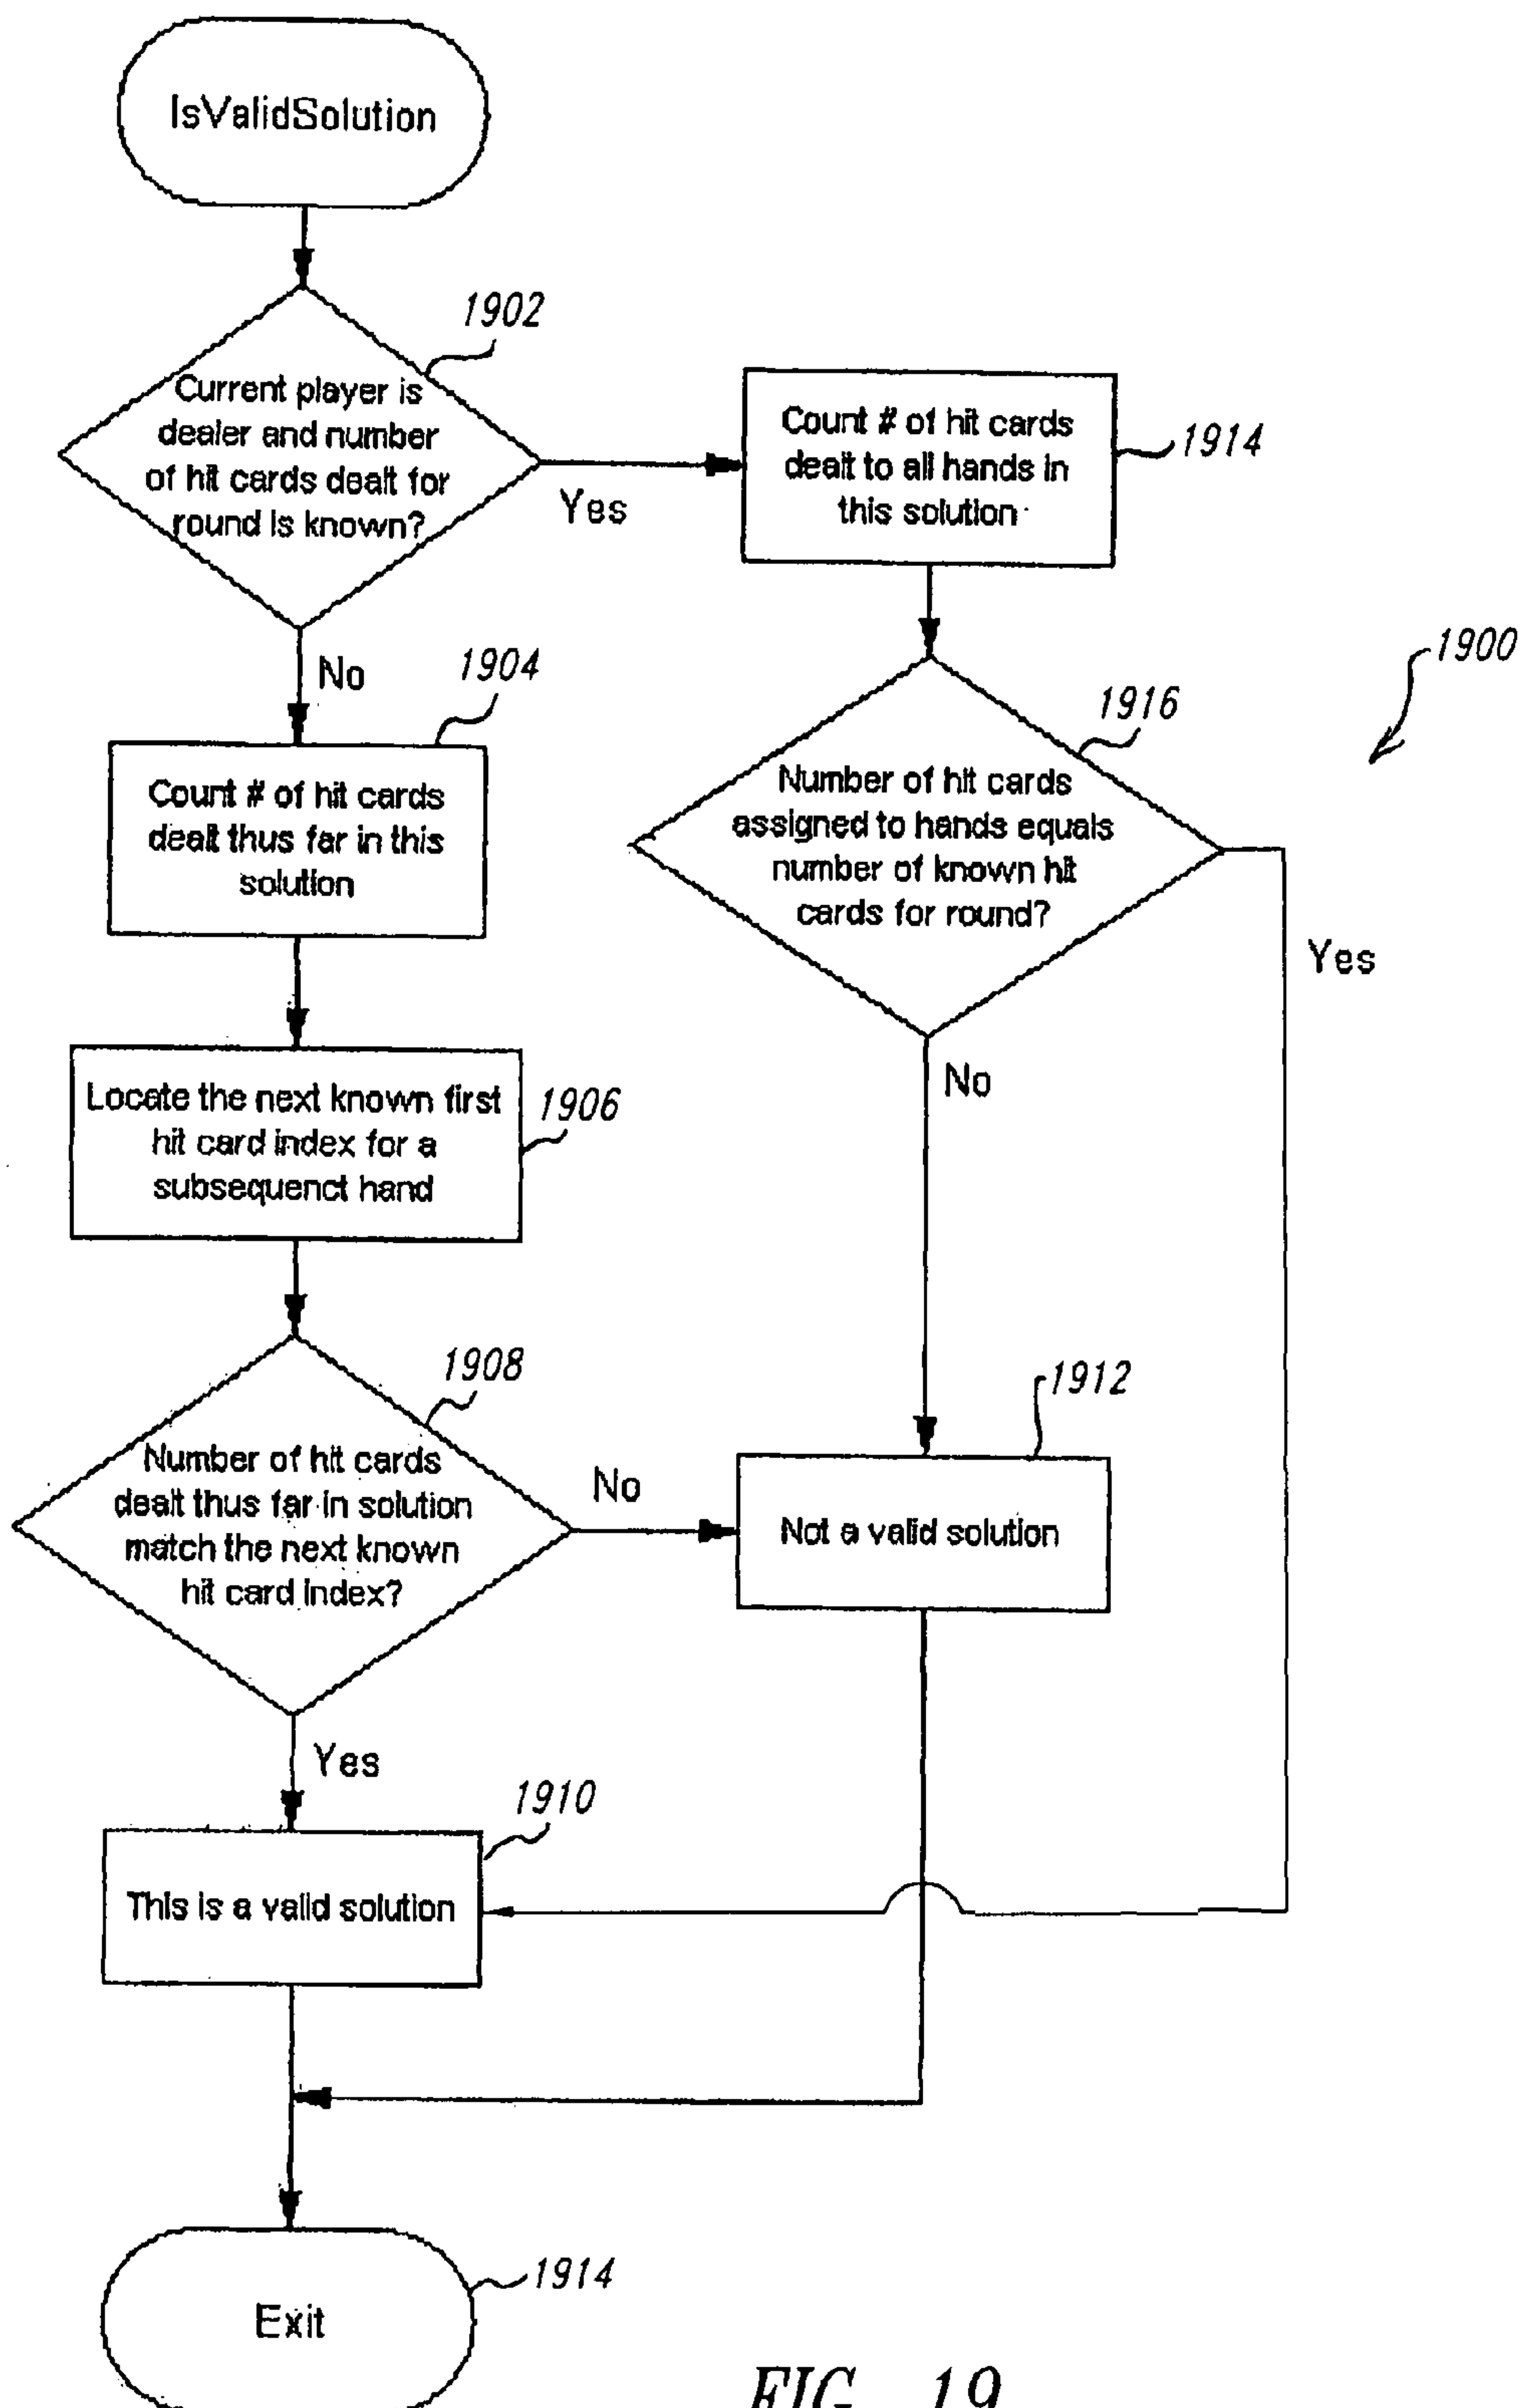 IsValidSolution
1902
Current player is
dealer and number
of hit cards dealt for
round is known?
Yes
No
Count # of hit cards
dealt to all hands in
this solution
1914
1900
1904
Count # of hit cards
dealt thus far in this
solution
1916
Number of hit cards
assigned to hands equals
number of known hit
cards for round?
Yes
No
Locate the next known first
hit card index for a
subsequenct hand
1906
1908
Number of hit cards
dealt thus far in solution
match the next known
hit card index?
No
Yes
1912
Not a valid solution
1910
This is a valid solution
Exit
1914
FIG. 19